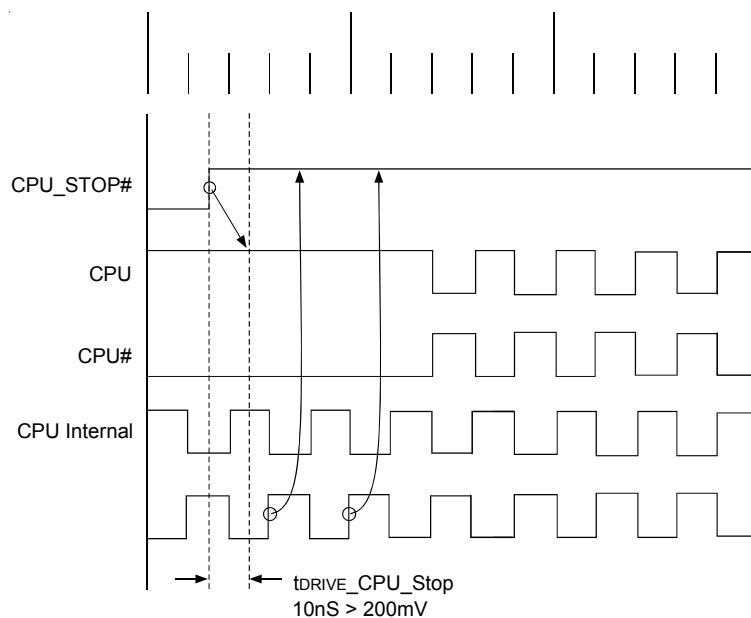 CPU_STOP#
CPU
CPU#
CPU Internal
tDRIVE_CPU_Stop
10nS > 200mV